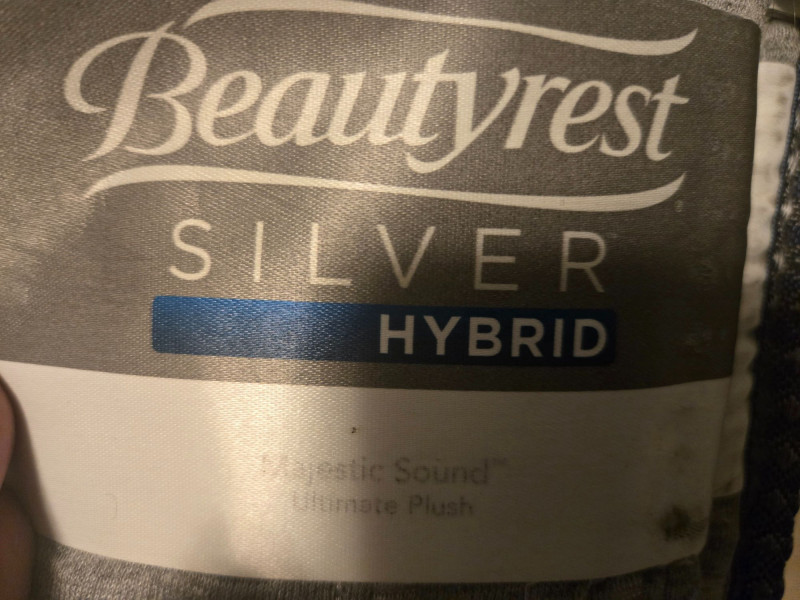 Beautyrest
SILVER
HYBRID
Majestic Sound™
Ultimate Plush